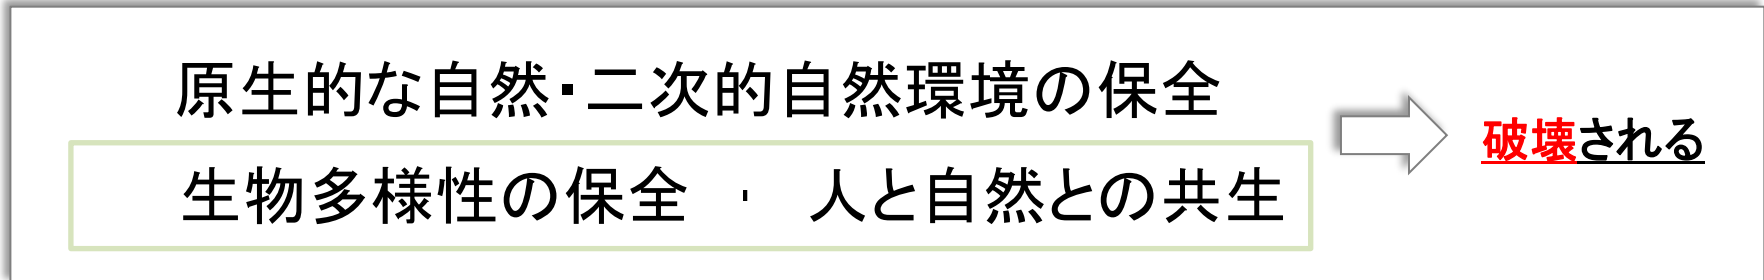 原生的な自然・二次的自然環境の保全
生物多様性の保全　・　人と自然との共生
破壊される